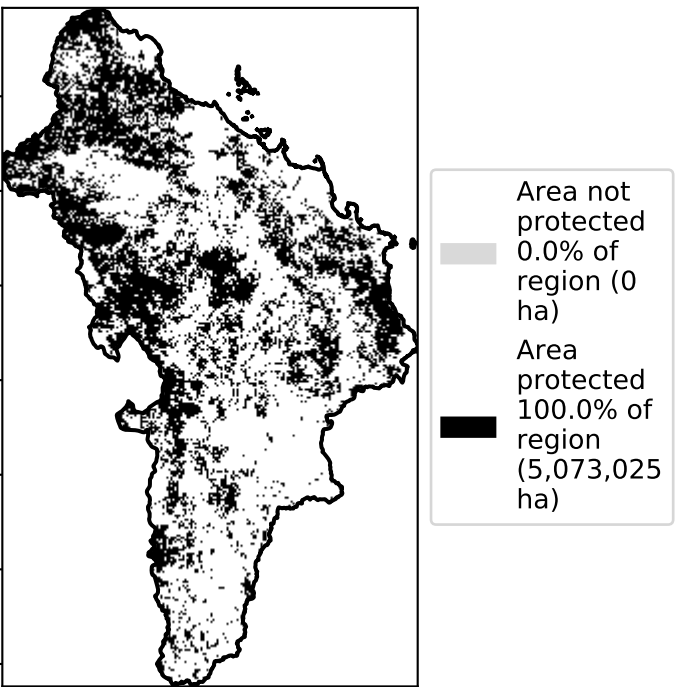 Area not
protected
0.0% of
region (0
ha)
Area
protected
100.0% of
region
(5,073,025
ha)